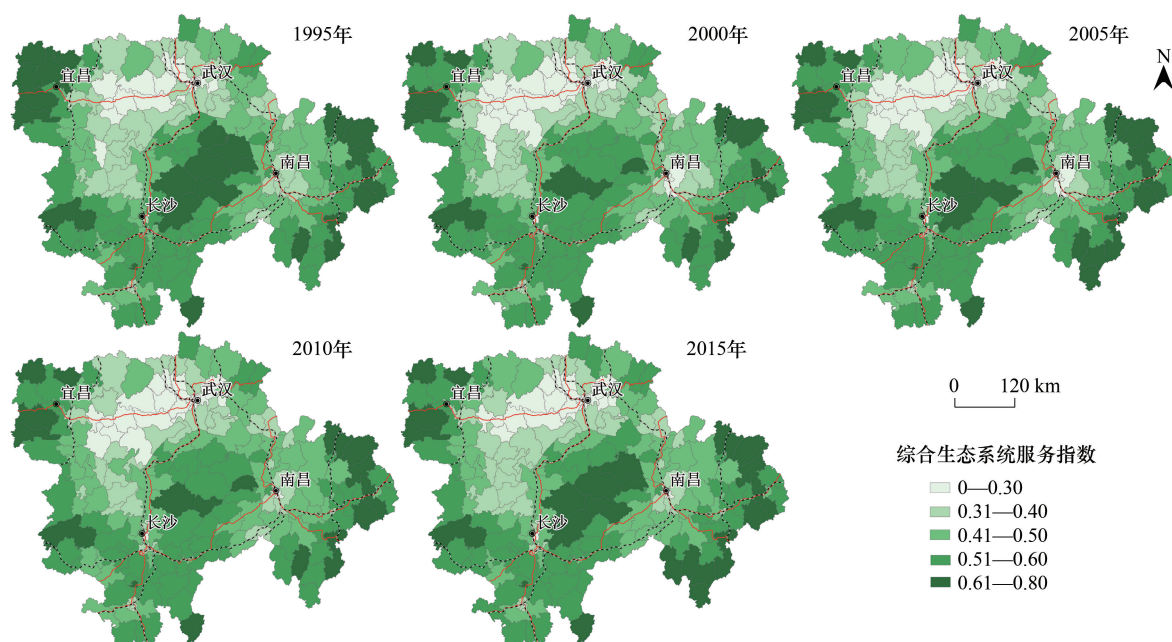 1995年
宜昌
武汉
南昌
长沙
2000年
武汉
南昌
长沙
2005年
宜昌
武汉
南昌
长沙
N
2010年
宜昌
武汉
南昌
长沙
2015年
宜昌
武汉
南昌
长沙
0 120 km
综合生态系统服务指数
0—0.30
0.31—0.40
0.41—0.50
0.51—0.60
0.61—0.80